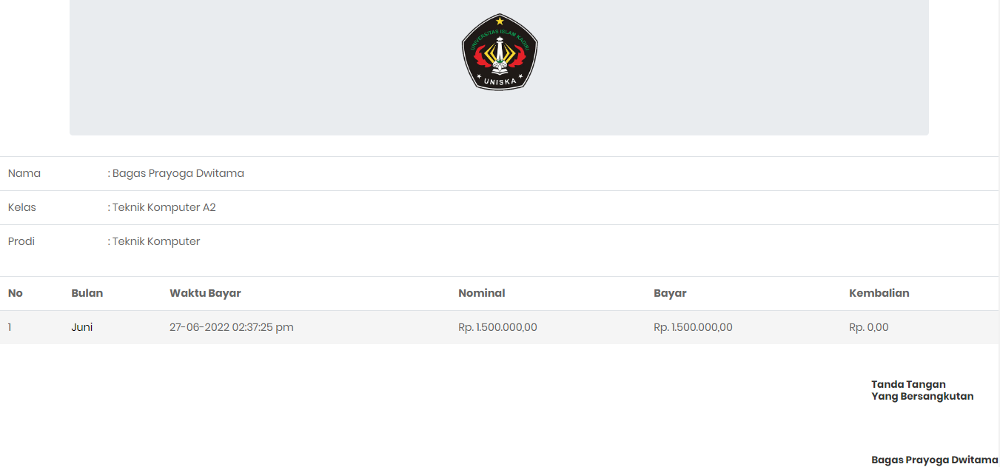 UNIVERSITAS ISLAM KADIRI
UNISKA
Nama : Bagas Prayoga Dwitama
Kelas : Teknik Komputer A2
Prodi : Teknik Komputer
No Bulan Waktu Bayar Nominal Bayar Kembalian
1 Juni 27-06-2022 02:37:25 pm Rp. 1.500.000,00 Rp. 1.500.000,00 Rp. 0,00
Tanda Tangan
Yang Bersangkutan
Bagas Prayoga Dwitama